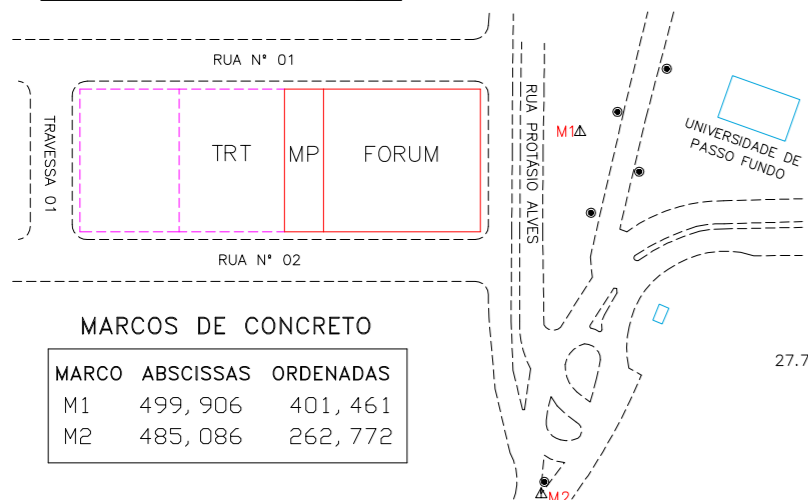 RUA N° 01
TRAVESSA 01
TRT
MP
FORUM
RUA PROTÁSIO ALVES
M1
UNIVERSIDADE DE
PASSO FUNDO
RUA N° 02
MARCOS DE CONCRETO
MARCO ABSCISSAS ORDENADAS
M1 499,906 401,461
M2 485,086 262,772
27.7
M2